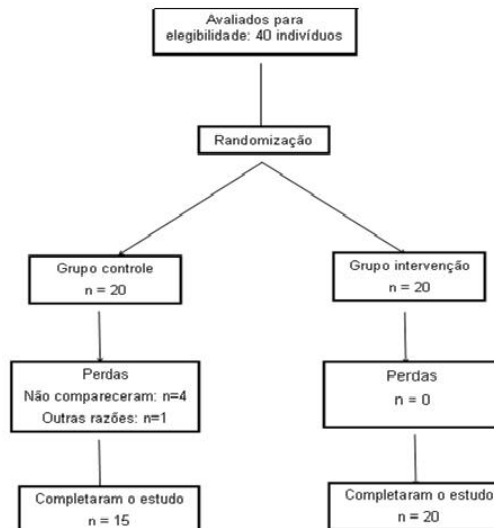 Avaliados para
elegibilidade: 40 indivíduos
Randomização
Grupo controle
n = 20
Grupo intervenção
n = 20
Perdas
Não compareceram: n=4
Outras razões: n=1
Perdas
n = 0
Completaram o estudo
n = 15
Completaram o estudo
n = 20